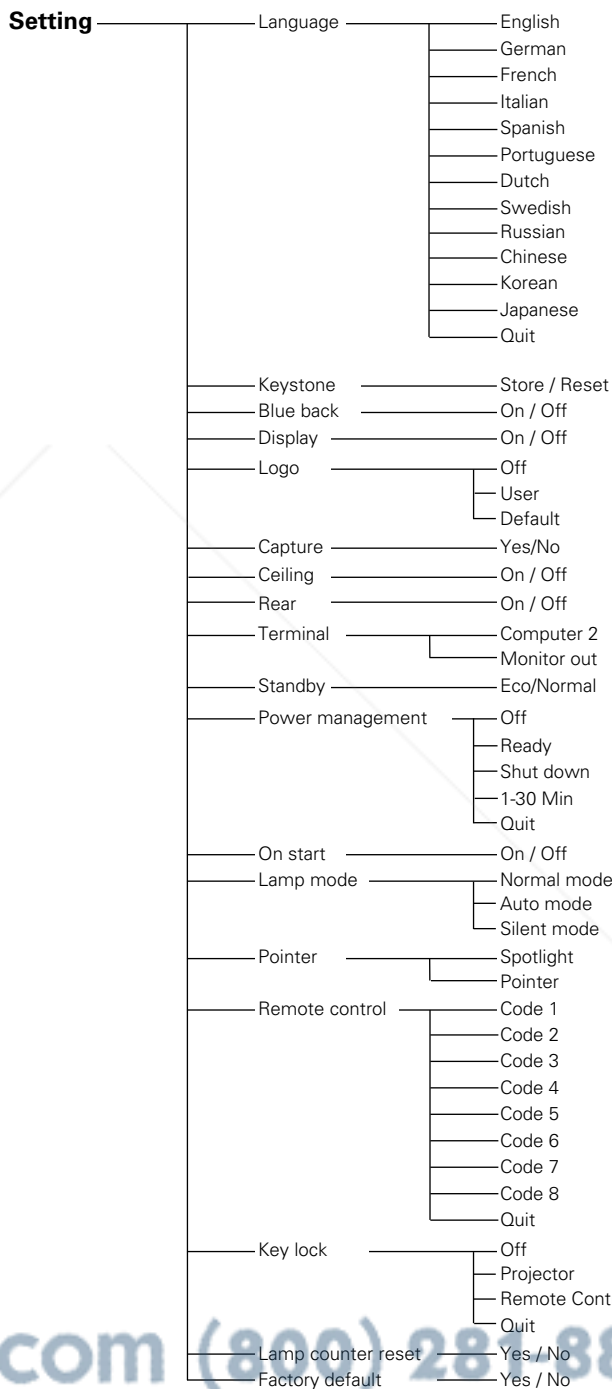 Setting Language English
German
French
Italian
Spanish
Portuguese
Dutch
Swedish
Russian
Chinese
Korean
Japanese
Quit
Keystone Store / Reset
Blue back On / Off
Display On / Off
Logo Off
User
Default
Capture Yes/No
Ceiling On / Off
Rear On / Off
Terminal Computer 2
Monitor out
Standby Eco/Normal
Power management Off
Ready
Shut down
1-30 Min
Quit
On start On / Off
Lamp mode Normal mode
Auto mode
Silent mode
Pointer Spotlight
Pointer
Remote control Code 1
Code 2
Code 3
Code 4
Code 5
Code 6
Code 7
Code 8
Quit
Key lock Off
Projector
Remote Cont
Quit
com (800) 281-88
Lamp counter reset Yes / No
Factory default Yes / No